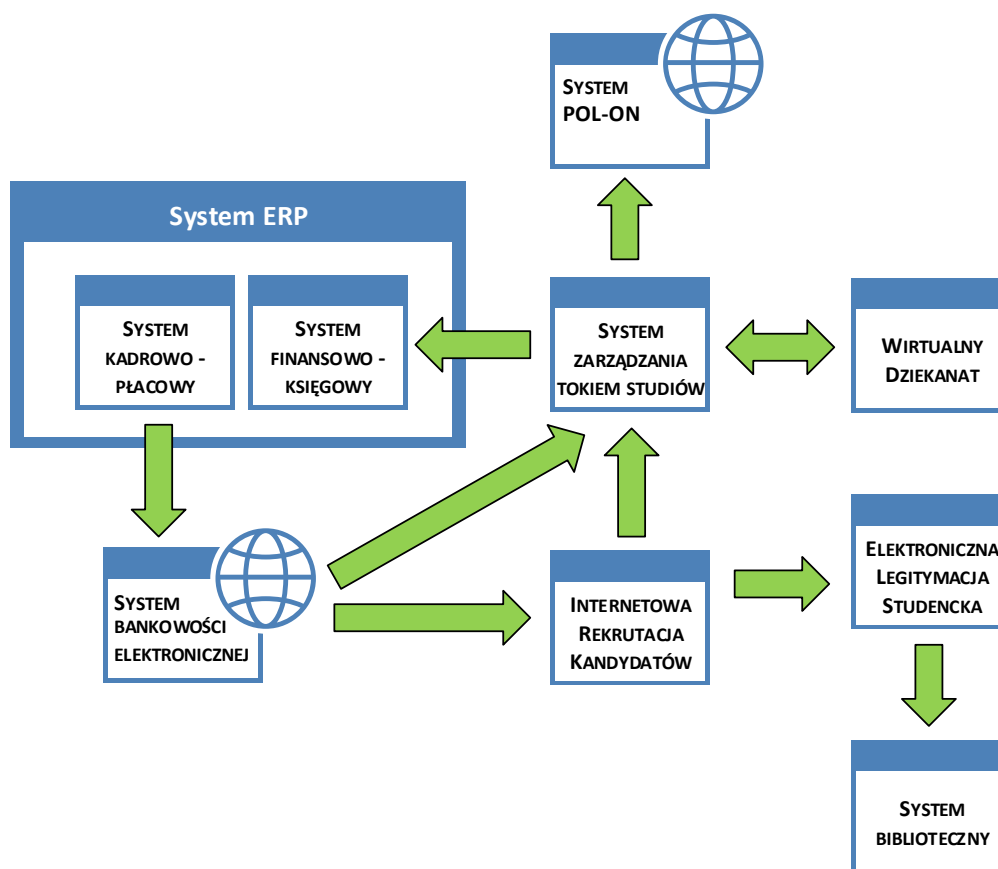 SYSTEM
POL-ON
System ERP
SYSTEM
KADROWO -
PŁACOWY
SYSTEM
FINANSOWO -
KSIĘGOWY
SYSTEM
ZARZĄDZANIA
TOKIEM STUDIÓW
WIRTUALNY
DZIEKANAT
SYSTEM
BANKOWOŚCI
ELEKTRONICZNEJ
INTERNETOWA
REKRUTACJA
KANDYDATÓW
ELEKTRONICZNA
LEGITYMACJA
STUDENCKA
SYSTEM
BIBLIOTECZNY